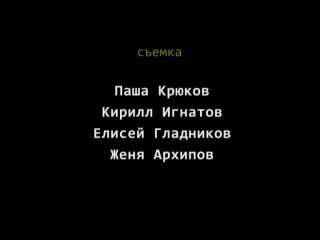 съемка
Паша Крюков
Кирилл Игнатов
Елисей Гладников
Женя Архипов